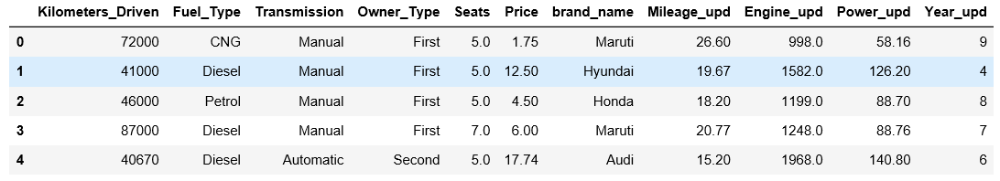 Kilometers_Driven Fuel_Type Transmission Owner_Type Seats Price brand_name Mileage_upd Engine_upd Power_upd Year_upd
0 72000 CNG Manual First 5.0 1.75 Maruti 26.60 998.0 58.16 9
1 41000 Diesel Manual First 5.0 12.50 Hyundai 19.67 1582.0 126.20 4
2 46000 Petrol Manual First 5.0 4.50 Honda 18.20 1199.0 88.70 8
3 87000 Diesel Manual First 7.0 6.00 Maruti 20.77 1248.0 88.76 7
4 40670 Diesel Automatic Second 5.0 17.74 Audi 15.20 1968.0 140.80 6